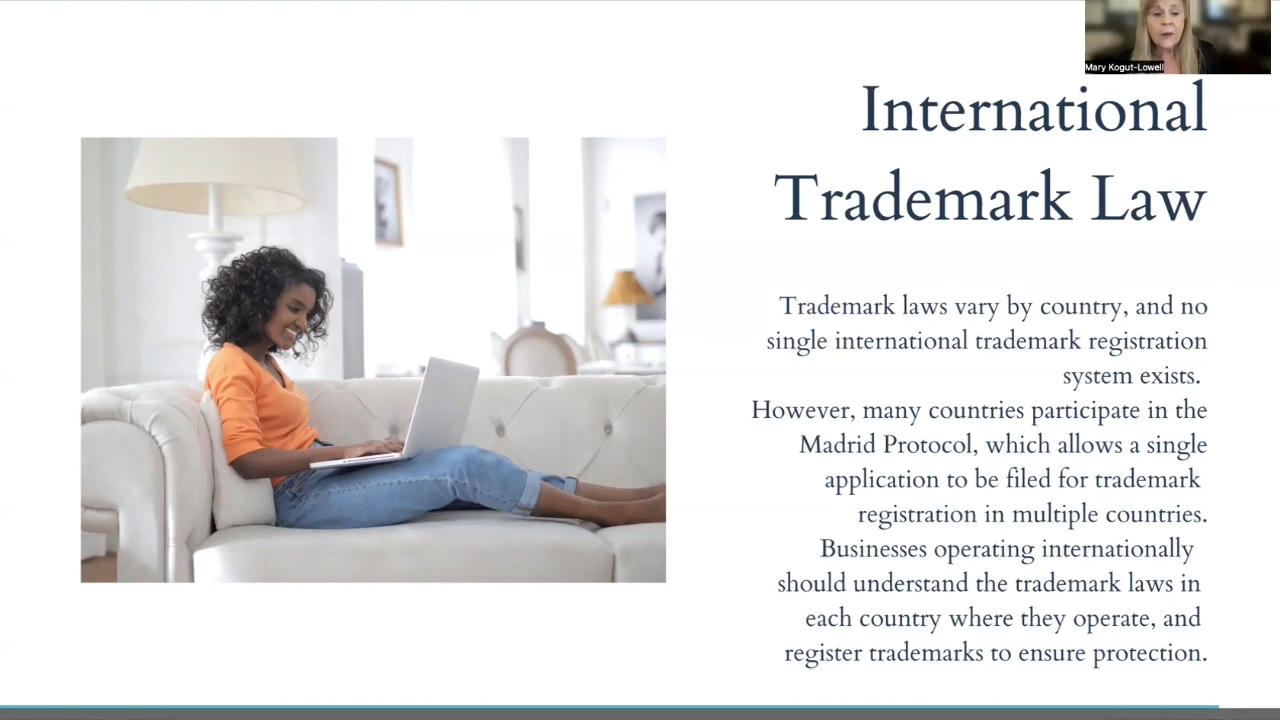 Mary Kogut-Lowell
International
Trademark Law
Trademark laws vary by country, and no
single international trademark registration
system exists.
However, many countries participate in the
Madrid Protocol, which allows a single
application to be filed for trademark
registration in multiple countries.
Businesses operating internationally
should understand the trademark laws in
each country where they operate, and
register trademarks to ensure protection.